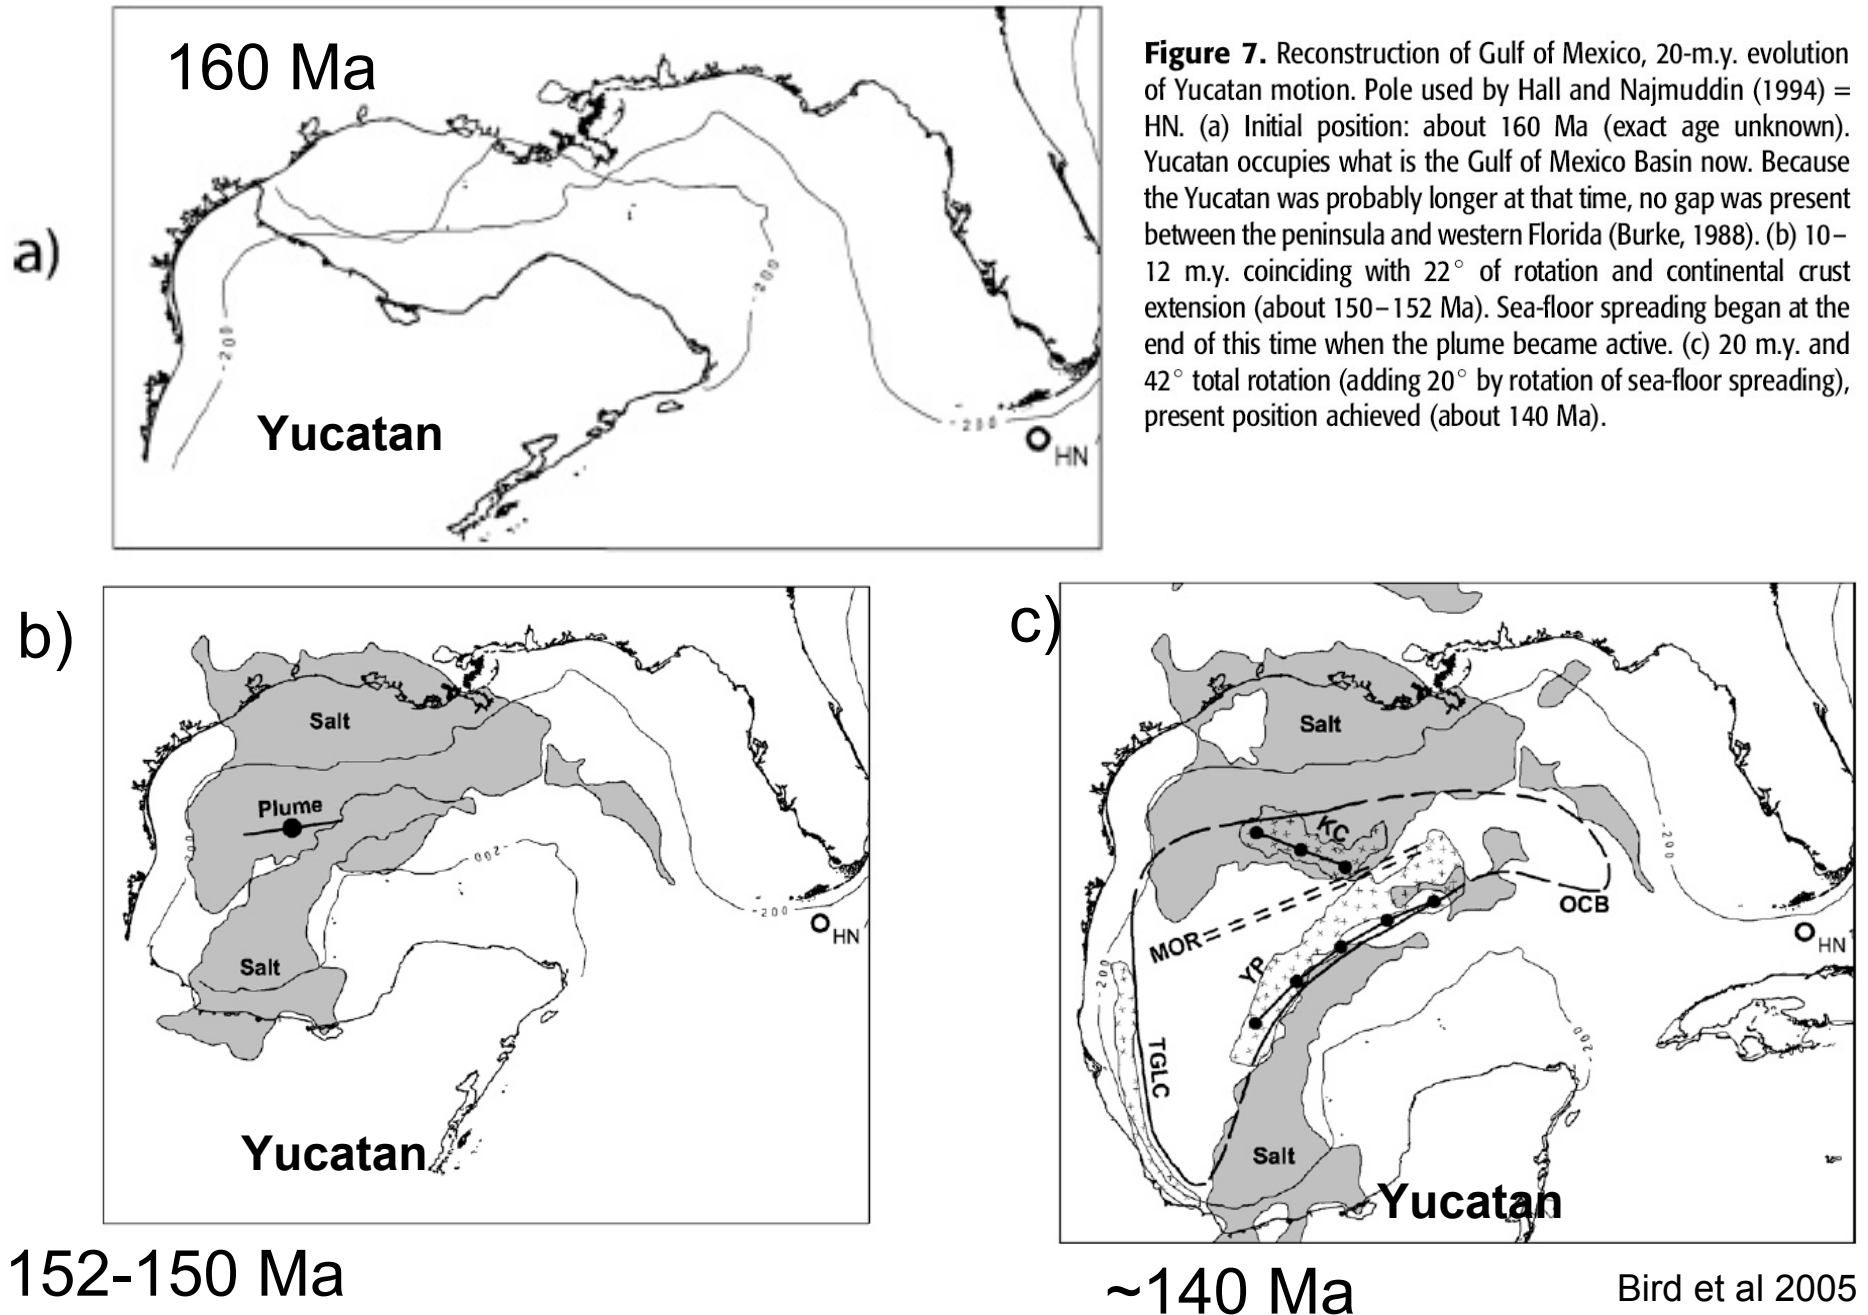 160 Ma
a)
-200
-200
-200
Yucatan
HN
Figure 7. Reconstruction of Gulf of Mexico, 20-m.y. evolution
of Yucatan motion. Pole used by Hall and Najmuddin (1994) =
HN. (a) Initial position: about 160 Ma (exact age unknown).
Yucatan occupies what is the Gulf of Mexico Basin now. Because
the Yucatan was probably longer at that time, no gap was present
between the peninsula and western Florida (Burke, 1988). (b) 10–
12 m.y. coinciding with 22° of rotation and continental crust
extension (about 150–152 Ma). Sea-floor spreading began at the
end of this time when the plume became active. (c) 20 m.y. and
42° total rotation (adding 20° by rotation of sea-floor spreading),
present position achieved (about 140 Ma).
b)
Salt
Plume
200
200
-200
HN
Salt
Yucatan
152-150 Ma
c)
Salt
KC
-200
OCB
MOR
HN
YP
-200
-200
TGLC
Salt
Yucatan
~140 Ma
Bird et al 2005